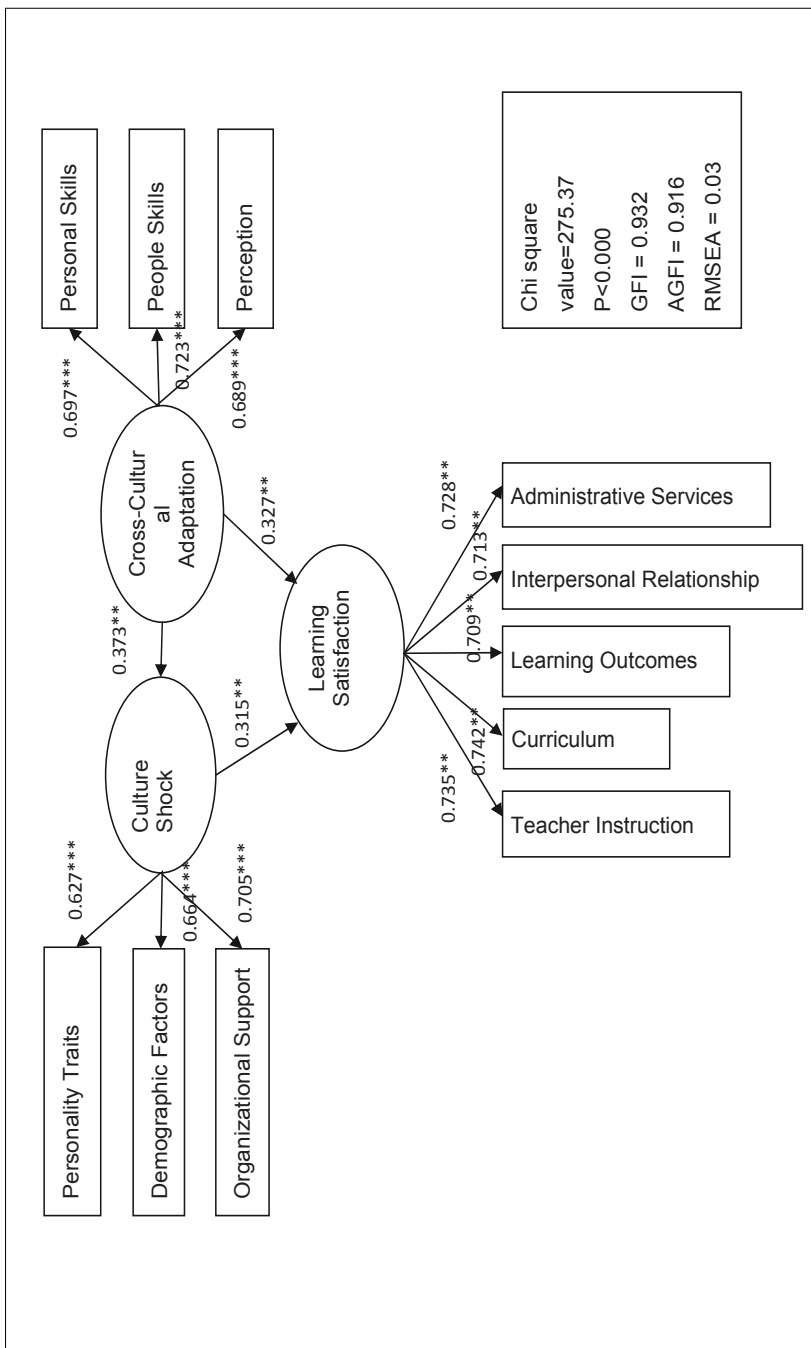 Personality Traits
Demographic Factors
Organizational Support
0.627***
0.664***
0.705***
Culture
Shock
0.373**
Cross-Cultur
al
Adaptation
0.697***
0.723***
0.689***
Personal Skills
People Skills
Perception
0.315**
0.327**
Learning
Satisfaction
0.735**
0.742**
0.709**
0.713**
0.728**
Teacher Instruction
Curriculum
Learning Outcomes
Interpersonal Relationship
Administrative Services
Chi square
value=275.37
P<0.000
GFI = 0.932
AGFI = 0.916
RMSEA = 0.03